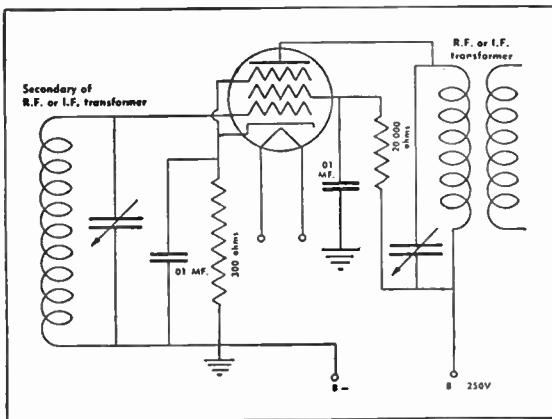 Secondary of
R.F. or I.F. transformer
R.F. or I.F.
transformer
.01
MF.
20 000
ohms
.01 MF.
300 ohms
B –
B 250V